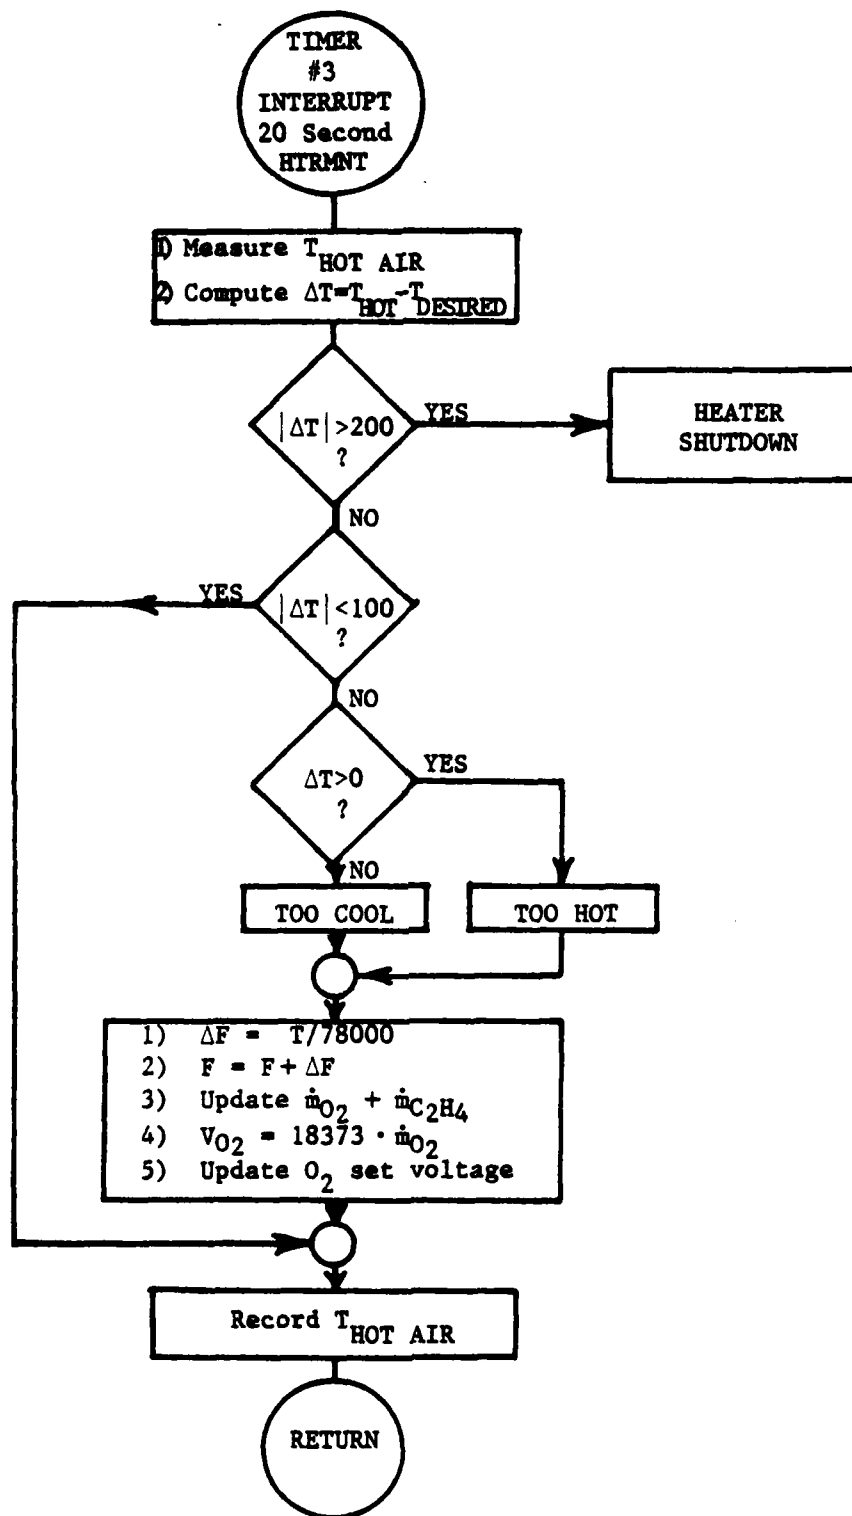 TIMER
#3
INTERRUPT
20 Second
HTRMNT
1) Measure T HOT AIR
2) Compute ΔT=T HOT -T DESIRED
|ΔT|>200
?
YES
HEATER
SHUTDOWN
NO
YES
|ΔT|<100
?
NO
ΔT>0
?
YES
NO
TOO COOL
TOO HOT
1) ΔF = T/78000
2) F = F + ΔF
3) Update ṁO₂ + ṁC₂H₄
4) VO₂ = 18373 · ṁO₂
5) Update O₂ set voltage
Record T HOT AIR
RETURN